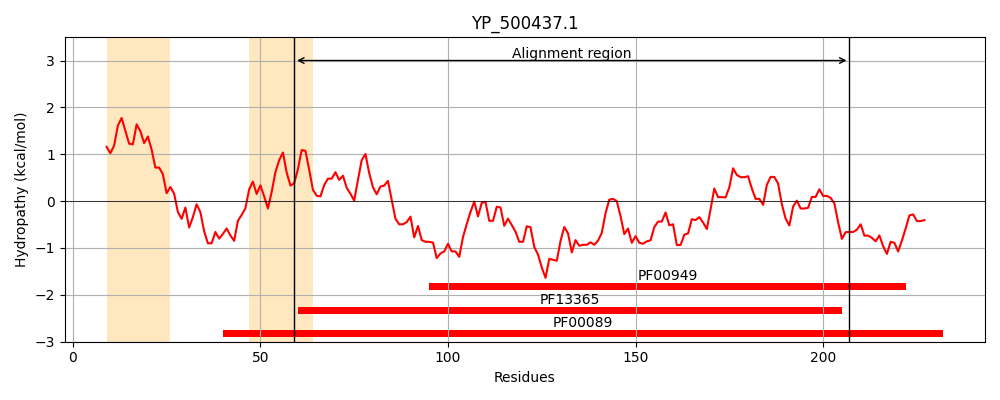 YP_500437.1
Alignment region
Hydropathy (kcal/mol)
3
2
1
0
−1
−2
−3
PF00949
PF13365
PF00089
0
50
100
150
200
Residues